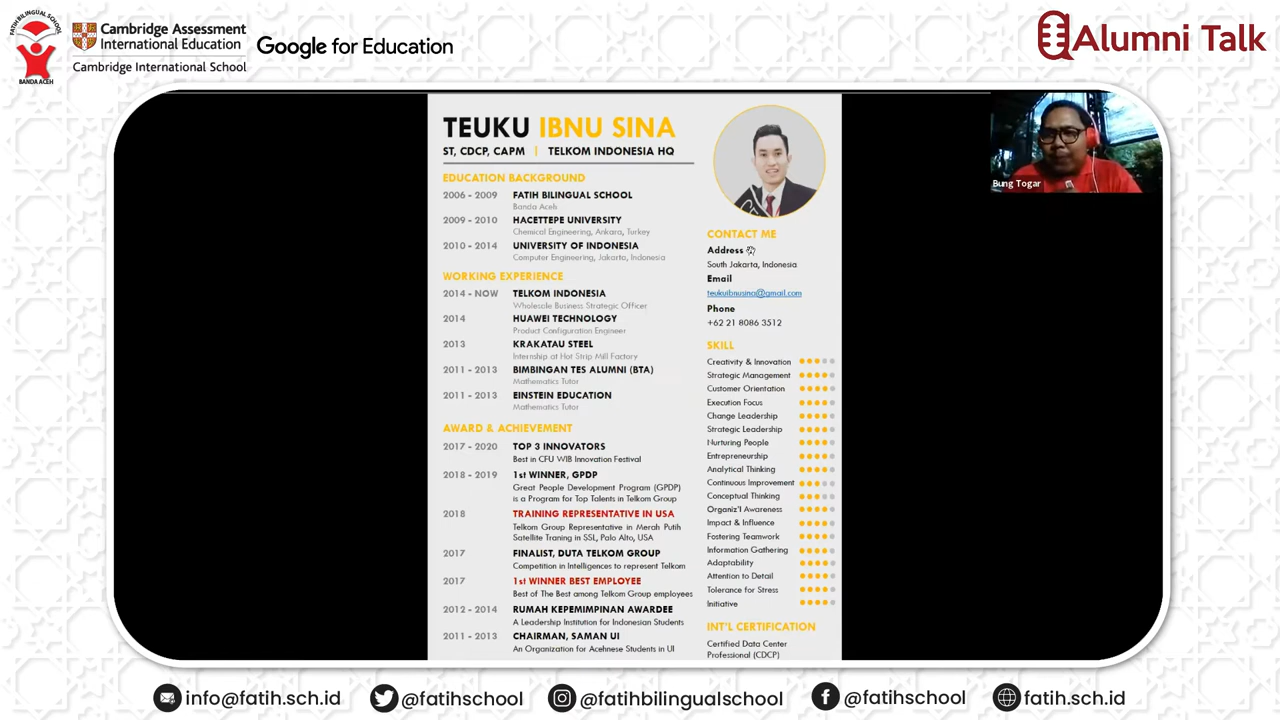 FATIH BILINGUAL SCHOOL
BANDA ACEH
Cambridge Assessment
International Education
Cambridge International School
Google for Education
Alumni Talk
Bung Togar
TEUKU IBNU SINA
ST, CDCP, CAPM | TELKOM INDONESIA HQ
EDUCATION BACKGROUND
2006 - 2009 FATIH BILINGUAL SCHOOL
Banda Aceh
2009 - 2010 HACETTEPE UNIVERSITY
Chemical Engineering, Ankara, Turkey
2010 - 2014 UNIVERSITY OF INDONESIA
Computer Engineering, Jakarta, Indonesia
WORKING EXPERIENCE
2014 - NOW TELKOM INDONESIA
Wholesale Business Strategic Officer
2014 HUAWEI TECHNOLOGY
Product Configuration Engineer
2013 KRAKATAU STEEL
Internship at Hot Strip Mill Factory
2011 - 2013 BIMBINGAN TES ALUMNI (BTA)
Mathematics Tutor
2011 - 2013 EINSTEIN EDUCATION
Mathematics Tutor
AWARD & ACHIEVEMENT
2017 - 2020 TOP 3 INNOVATORS
Best in CFU WIB Innovation Festival
2018 - 2019 1st WINNER, GPDP
Great People Development Program (GPDP)
is a Program for Top Talents in Telkom Group
2018 TRAINING REPRESENTATIVE IN USA
Telkom Group Representative in Merah Putih
Satellite Traning in SSL, Palo Alto, USA
2017 FINALIST, DUTA TELKOM GROUP
Competition in Intelligences to represent Telkom
2017 1st WINNER BEST EMPLOYEE
Best of The Best among Telkom Group employees
2012 - 2014 RUMAH KEPEMIMPINAN AWARDEE
A Leadership Institution for Indonesian Students
2011 - 2013 CHAIRMAN, SAMAN UI
An Organization for Acehnese Students in UI
CONTACT ME
Address
South Jakarta, Indonesia
Email
teukuibnusina@gmail.com
Phone
+62 21 8086 3512
SKILL
Creativity & Innovation
Strategic Management
Customer Orientation
Execution Focus
Change Leadership
Strategic Leadership
Nurturing People
Entrepreneurship
Analytical Thinking
Continuous Improvement
Conceptual Thinking
Organiz'l Awareness
Impact & Influence
Fostering Teamwork
Information Gathering
Adaptability
Attention to Detail
Tolerance for Stress
Initiative
INT'L CERTIFICATION
Certified Data Center
Professional (CDCP)
info@fatih.sch.id
@fatihschool
@fatihbilingualschool
@fatihschool
fatih.sch.id